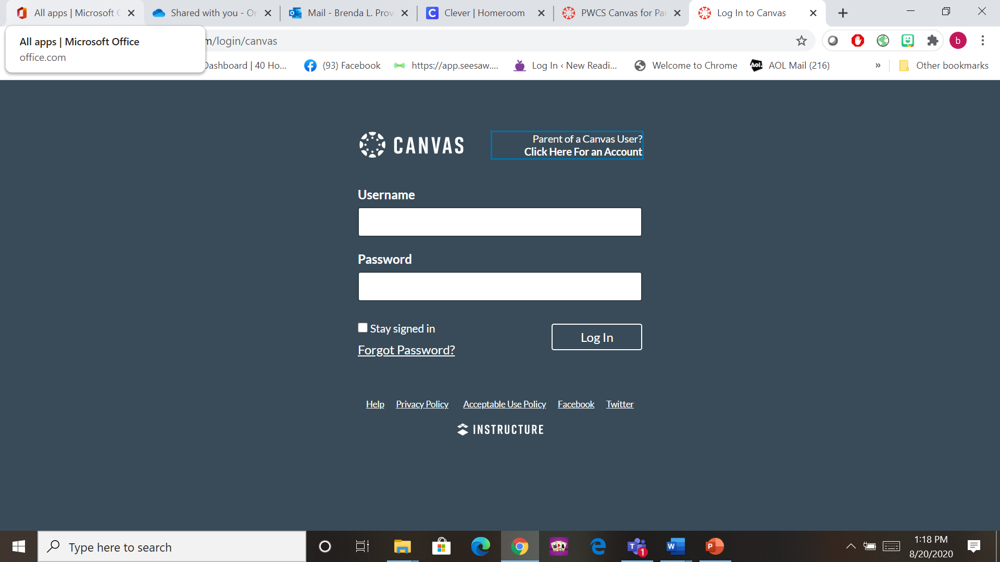 All apps | Microsoft
Shared with you - On
Mail - Brenda L. Prov
Clever | Homeroom
PWCS Canvas for Par
Log In to Canvas
All apps | Microsoft Office
office.com
m/login/canvas
b
Dashboard | 40 Ho...
(93) Facebook
https://app.seesaw....
Log In ‹ New Readi...
Welcome to Chrome
Aol.
AOL Mail (216)
»
Other bookmarks
CANVAS
Parent of a Canvas User?
Click Here For an Account
Username
Password
Stay signed in
Log In
Forgot Password?
Help Privacy Policy Acceptable Use Policy Facebook Twitter
INSTRUCTURE
Type here to search
1
1:18 PM
8/20/2020